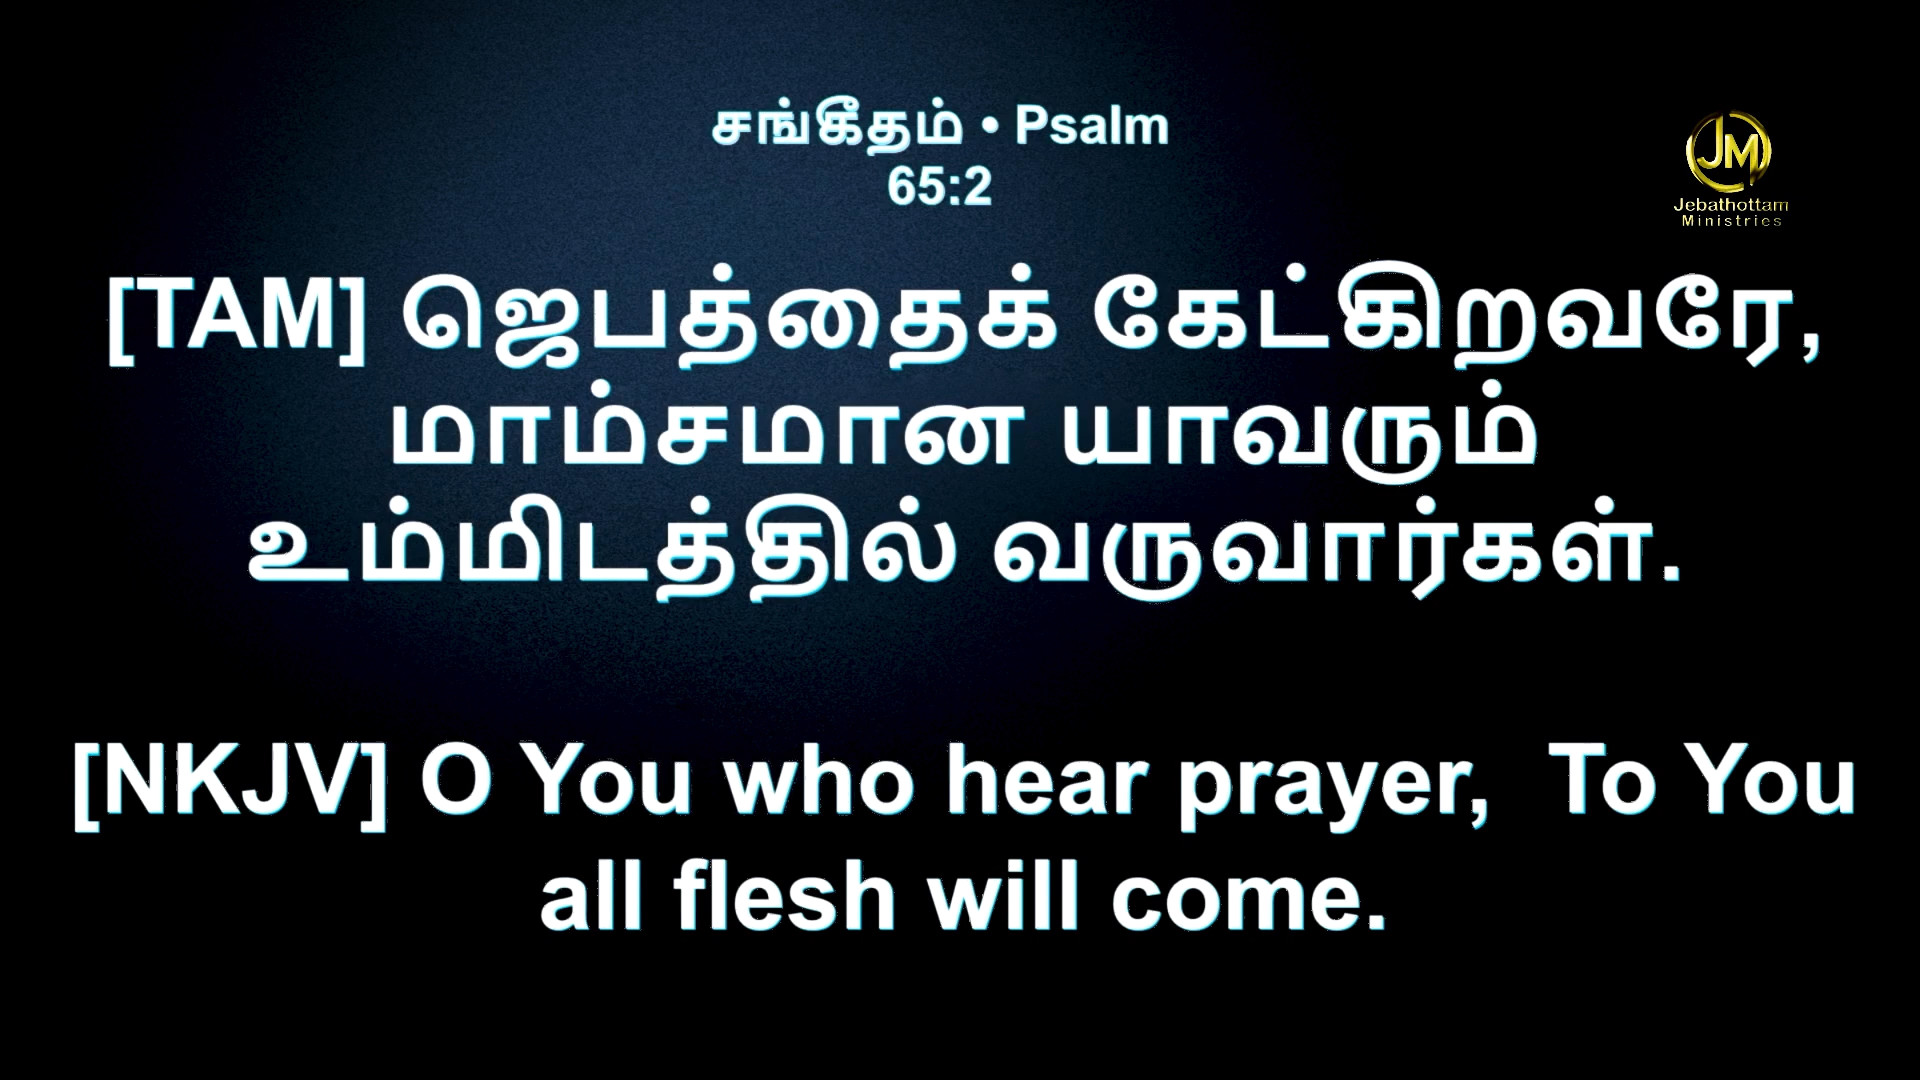 சங்கீதம் • Psalm
65:2
JM
Jebathottam
Ministries
[TAM] ஜெபத்தைக் கேட்கிறவரே,
மாம்சமான யாவரும்
உம்மிடத்தில் வருவார்கள்.
[NKJV] O You who hear prayer,  To You
all flesh will come.